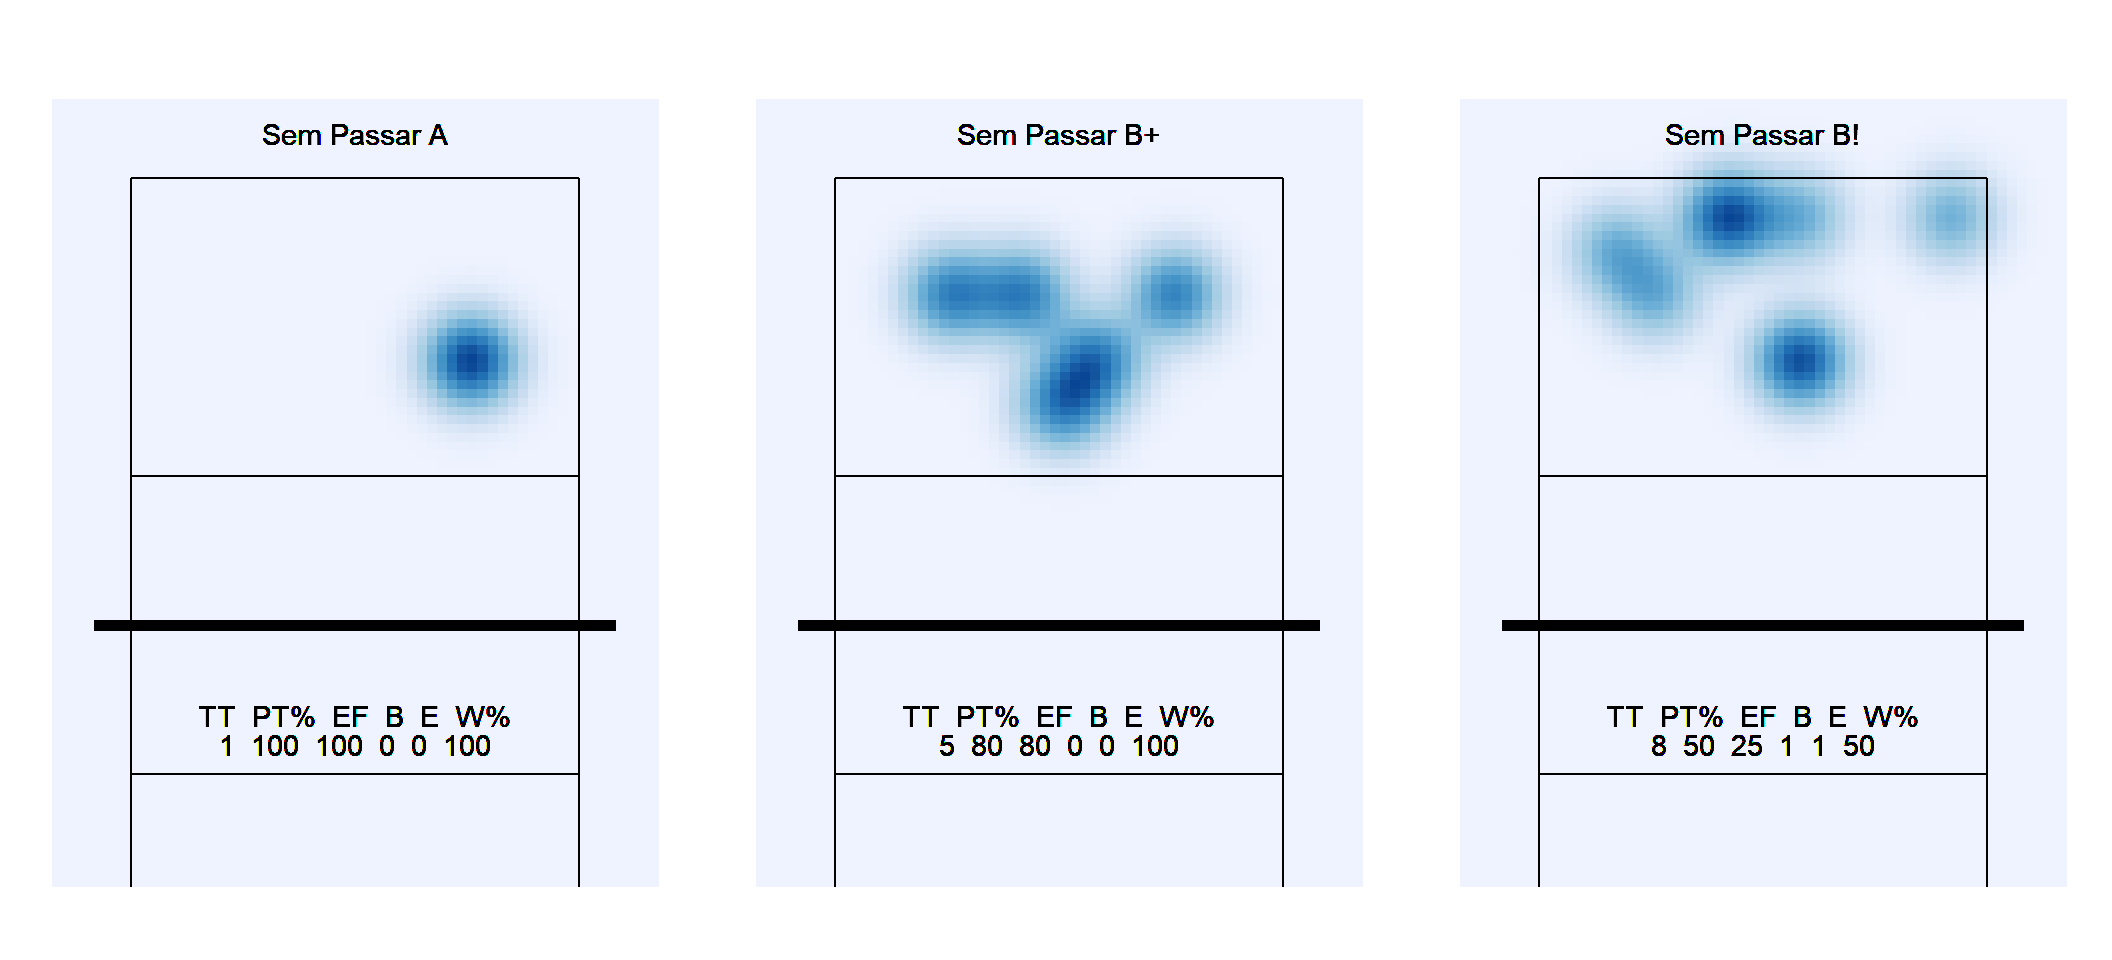 Sem Passar A
TT PT% EF B E W%
1 100 100 0 0 100
Sem Passar B+
TT PT% EF B E W%
5 80 80 0 0 100
Sem Passar B!
TT PT% EF B E W%
8 50 25 1 1 50